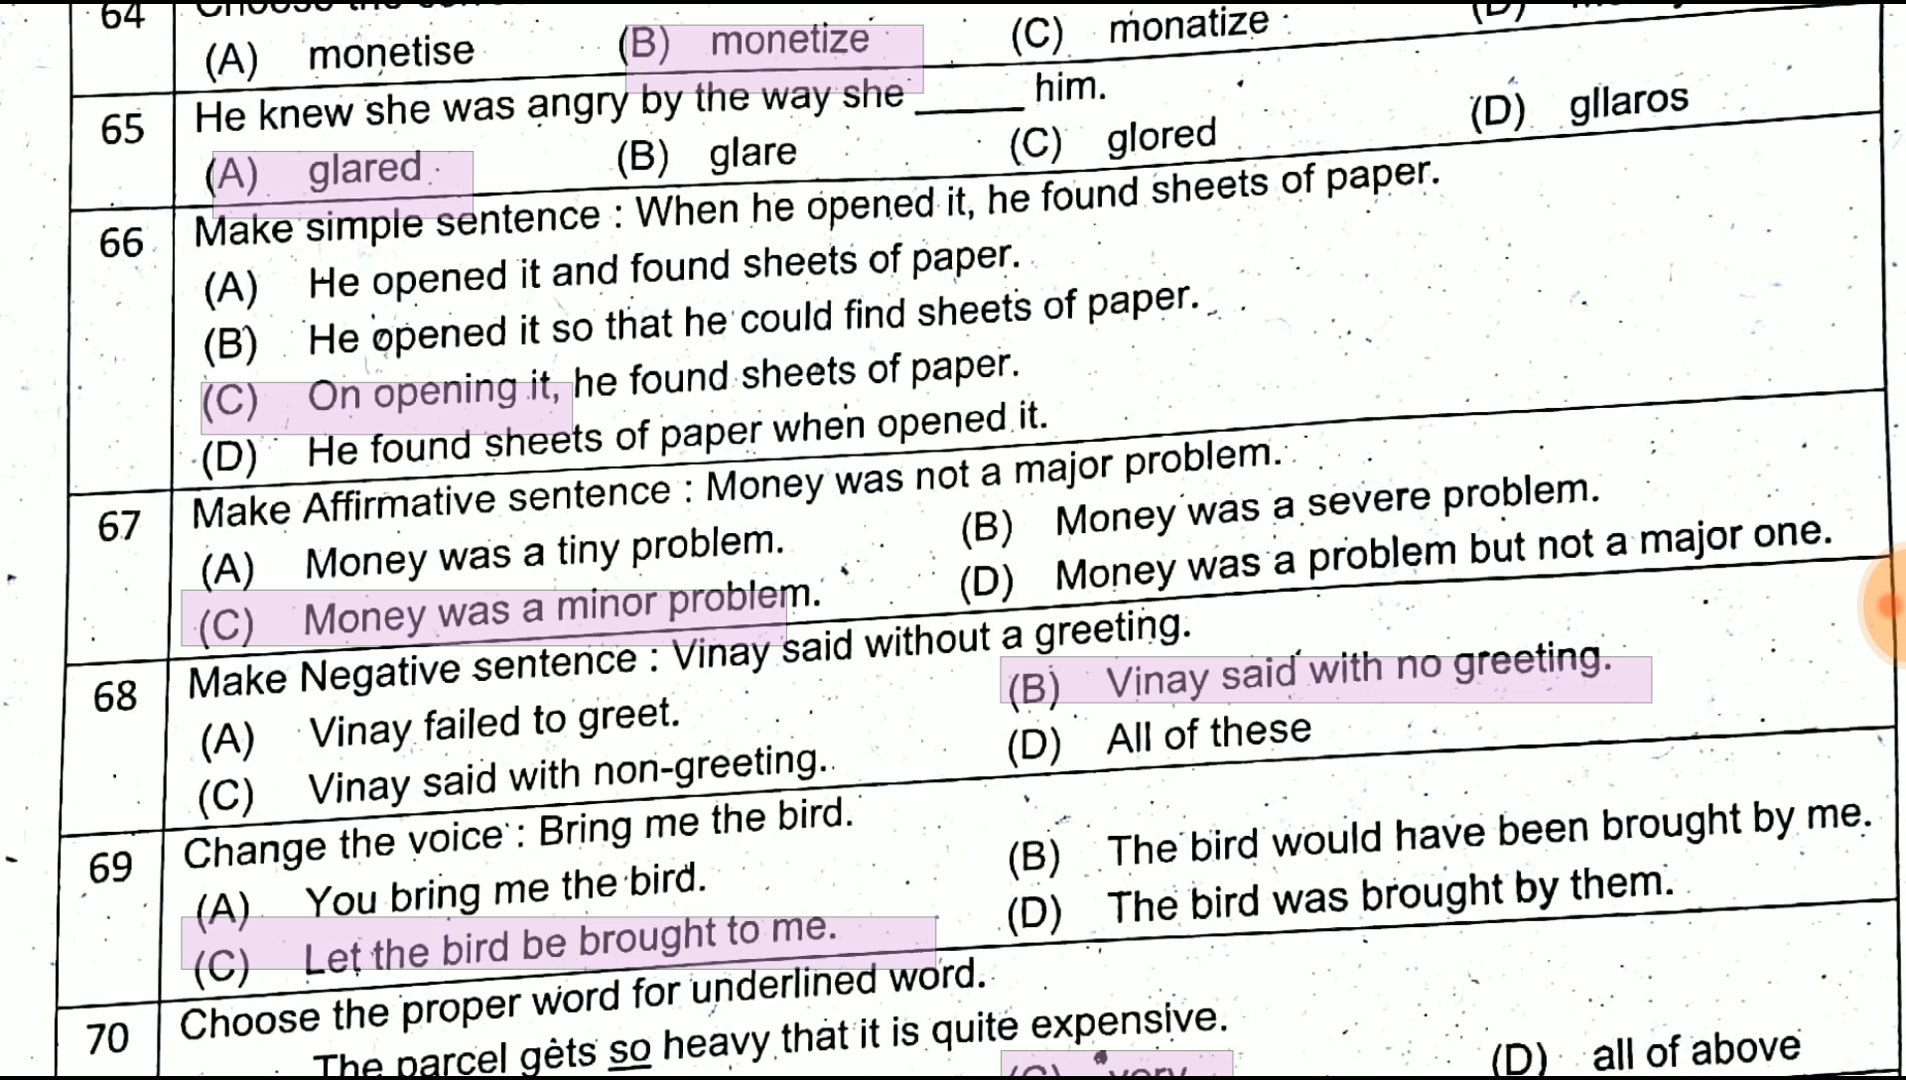 64
(A) monetise (B) monetize (C) monatize (D)
65 He knew she was angry by the way she _____ him.
(A) glared (B) glare (C) glored (D) gllaros
66 Make simple sentence : When he opened it, he found sheets of paper.
(A) He opened it and found sheets of paper.
(B) He opened it so that he could find sheets of paper.
(C) On opening it, he found sheets of paper.
(D) He found sheets of paper when opened it.
67 Make Affirmative sentence : Money was not a major problem.
(A) Money was a tiny problem. (B) Money was a severe problem.
(C) Money was a minor problem. (D) Money was a problem but not a major one.
68 Make Negative sentence : Vinay said without a greeting.
(A) Vinay failed to greet. (B) Vinay said with no greeting.
(C) Vinay said with non-greeting. (D) All of these
69 Change the voice : Bring me the bird.
(A) You bring me the bird. (B) The bird would have been brought by me.
(C) Let the bird be brought to me. (D) The bird was brought by them.
70 Choose the proper word for underlined word.
The parcel gets so heavy that it is quite expensive.
(C) very (D) all of above